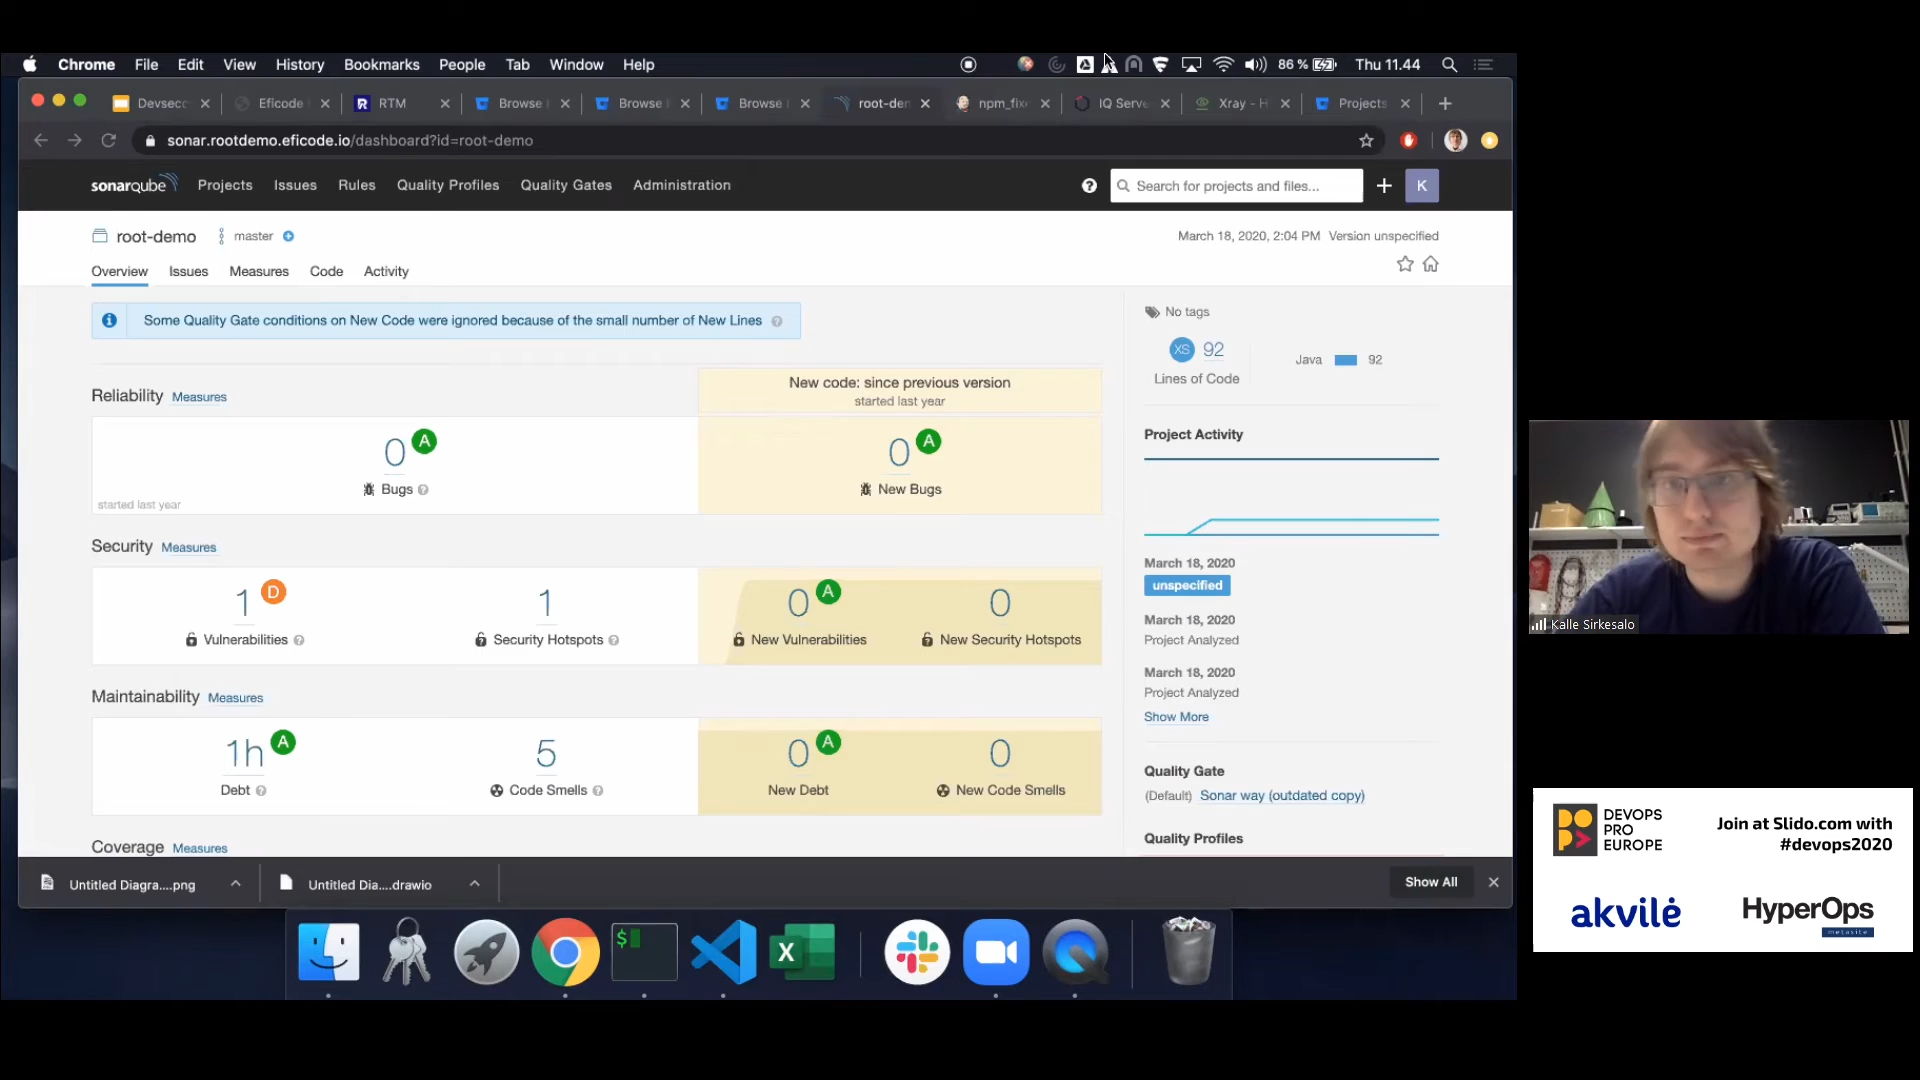 Chrome File Edit View History Bookmarks People Tab Window Help
86 % Thu 11.44
Devsecc
Eficode
RTM
Browse
Browse
Browse
root-den
npm_fixe
IQ Serve
Xray - H
Projects
sonar.rootdemo.eficode.io/dashboard?id=root-demo
sonarqube Projects Issues Rules Quality Profiles Quality Gates Administration
Search for projects and files...
K
root-demo master
March 18, 2020, 2:04 PM Version unspecified
Overview Issues Measures Code Activity
Some Quality Gate conditions on New Code were ignored because of the small number of New Lines
No tags
XS 92
Lines of Code
Java 92
New code: since previous version
started last year
Reliability Measures
0 A
Bugs
started last year
0 A
New Bugs
Project Activity
Security Measures
1 D
Vulnerabilities
1
Security Hotspots
0 A
New Vulnerabilities
0
New Security Hotspots
March 18, 2020
unspecified
March 18, 2020
Project Analyzed
March 18, 2020
Project Analyzed
Show More
Maintainability Measures
1h A
Debt
5
Code Smells
0 A
New Debt
0
New Code Smells
Quality Gate
(Default) Sonar way (outdated copy)
Quality Profiles
Coverage Measures
Untitled Diagra....png
Untitled Dia....drawio
Show All
Kalle Sirkesalo
DEVOPS
PRO
EUROPE
Join at Slido.com with
#devops2020
akvilė
HyperOps
metasite